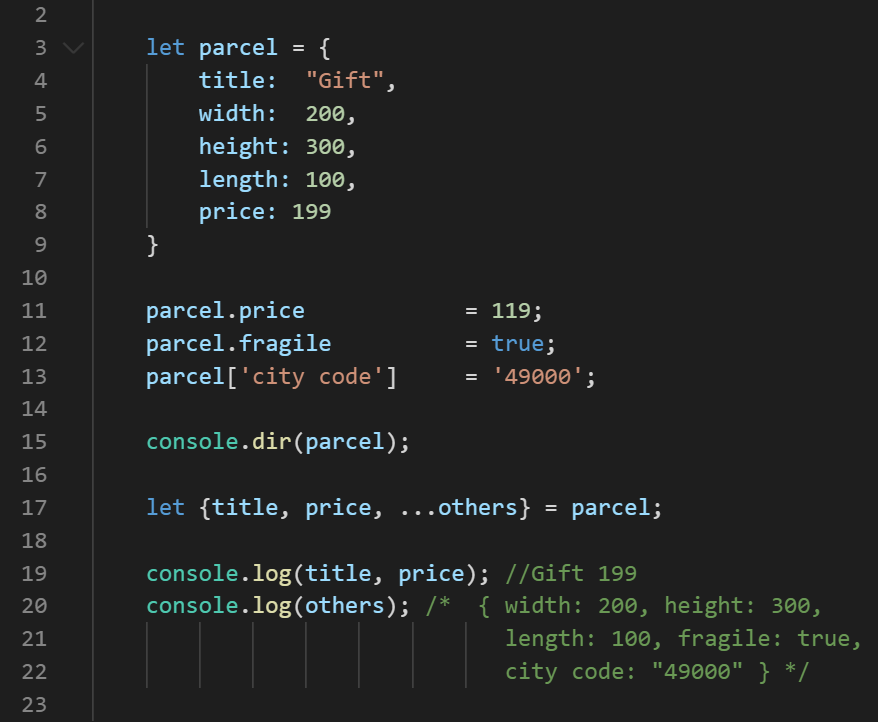 2
3 let parcel = {
4 title:  "Gift",
5 width:  200,
6 height: 300,
7 length: 100,
8 price: 199
9 }
10
11 parcel.price            = 119;
12 parcel.fragile          = true;
13 parcel['city code']     = '49000';
14
15 console.dir(parcel);
16
17 let {title, price, ...others} = parcel;
18
19 console.log(title, price); //Gift 199
20 console.log(others); /*  { width: 200, height: 300,
21 length: 100, fragile: true,
22 city code: "49000" } */
23